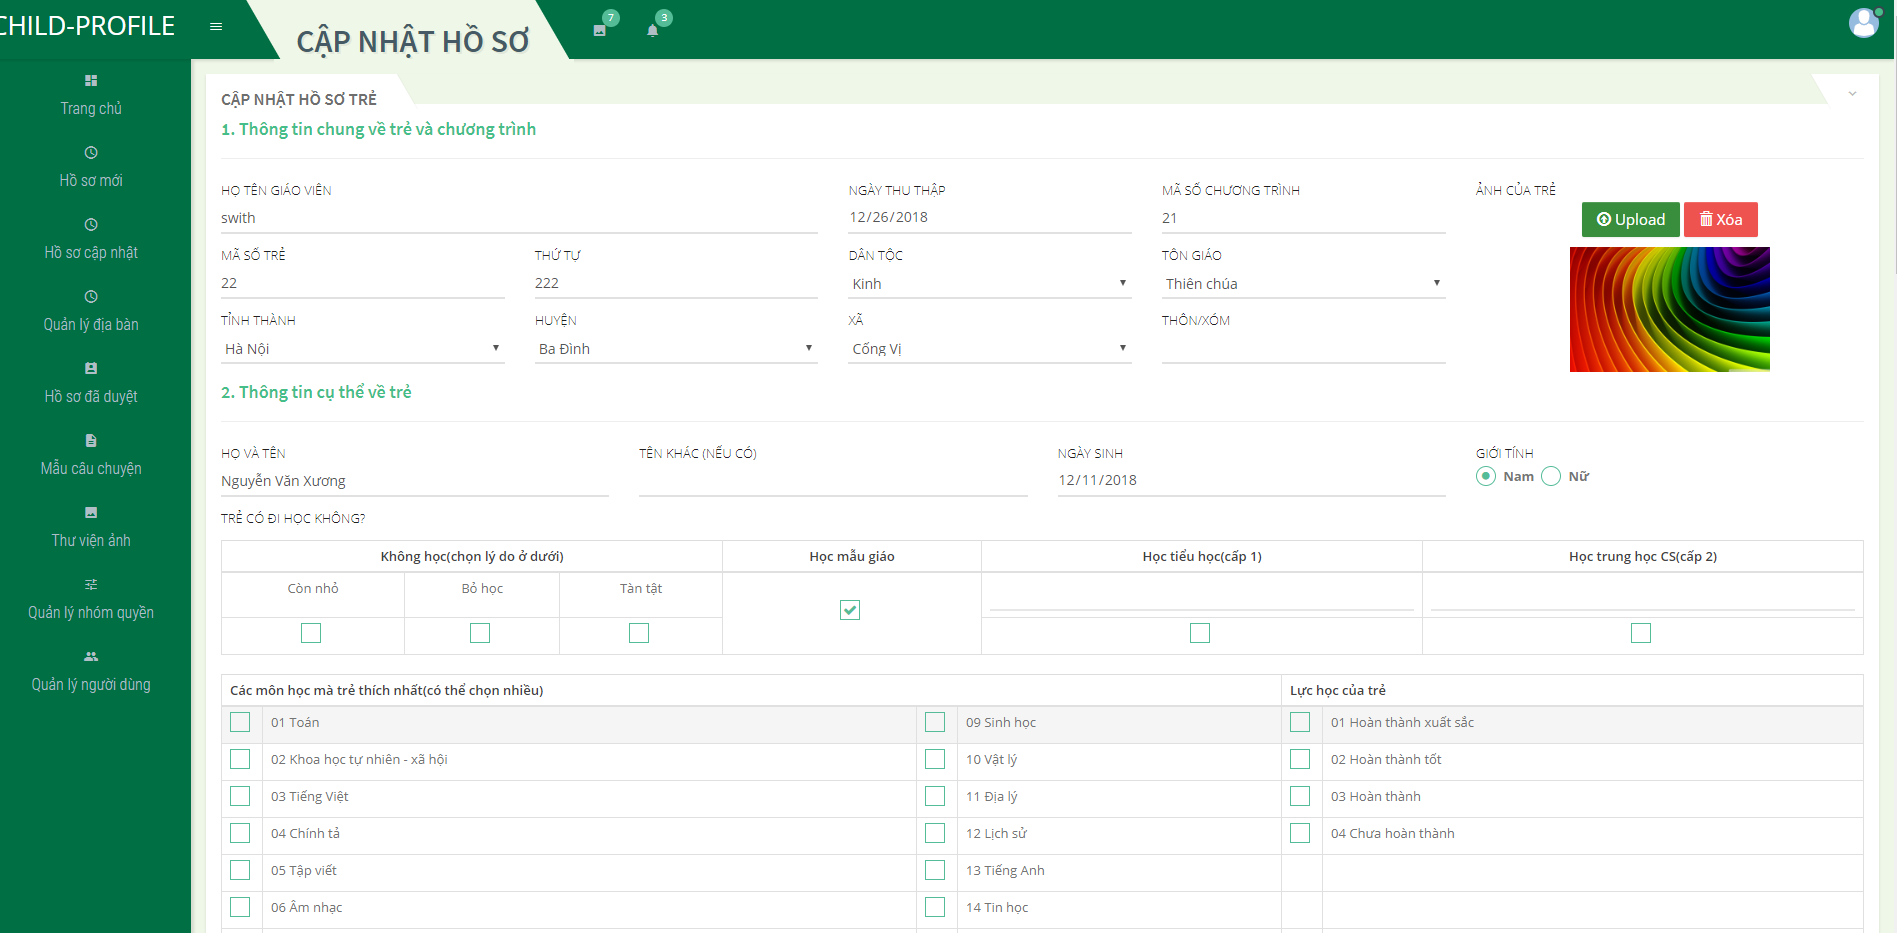 CHILD-PROFILE
CẬP NHẬT HỒ SƠ
7
3
Trang chủ
Hồ sơ mới
Hồ sơ cập nhật
Quản lý địa bàn
Hồ sơ đã duyệt
Mẫu câu chuyện
Thư viện ảnh
Quản lý nhóm quyền
Quản lý người dùng
CẬP NHẬT HỒ SƠ TRẺ
1. Thông tin chung về trẻ và chương trình
HỌ TÊN GIÁO VIÊN
NGÀY THU THẬP
MÃ SỐ CHƯƠNG TRÌNH
ẢNH CỦA TRẺ
swith
12/26/2018
21
Upload
Xóa
MÃ SỐ TRẺ
THỨ TỰ
DÂN TỘC
TÔN GIÁO
22
222
Kinh
Thiên chúa
TỈNH THÀNH
HUYỆN
XÃ
THÔN/XÓM
Hà Nội
Ba Đình
Cống Vị
2. Thông tin cụ thể về trẻ
HỌ VÀ TÊN
TÊN KHÁC (NẾU CÓ)
NGÀY SINH
GIỚI TÍNH
Nguyễn Văn Xương
12/11/2018
Nam
Nữ
TRẺ CÓ ĐI HỌC KHÔNG?
Không học(chọn lý do ở dưới)
Học mẫu giáo
Học tiểu học(cấp 1)
Học trung học CS(cấp 2)
Còn nhỏ
Bỏ học
Tàn tật
Các môn học mà trẻ thích nhất(có thể chọn nhiều)
Lực học của trẻ
01 Toán
09 Sinh học
01 Hoàn thành xuất sắc
02 Khoa học tự nhiên - xã hội
10 Vật lý
02 Hoàn thành tốt
03 Tiếng Việt
11 Địa lý
03 Hoàn thành
04 Chính tả
12 Lịch sử
04 Chưa hoàn thành
05 Tập viết
13 Tiếng Anh
06 Âm nhạc
14 Tin học